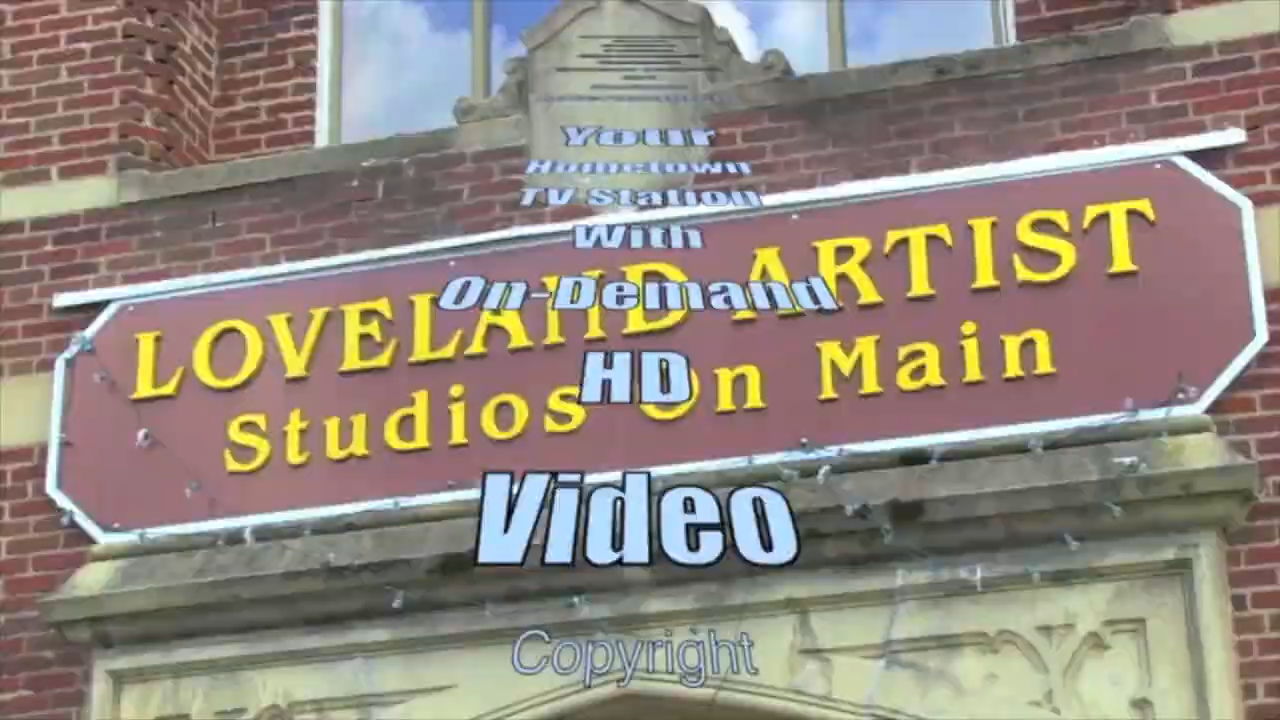 Your
Hometown
TV Station
With
On-Demand
HD
Video
Copyright
LOVELAND ARTIST
Studios On Main